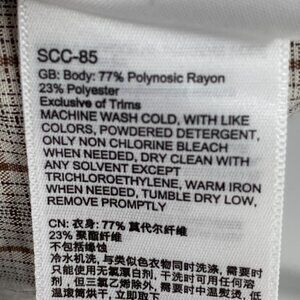 SCC-85
GB: Body: 77% Polynosic Rayon
23% Polyester
Exclusive of Trims
MACHINE WASH COLD, WITH LIKE
COLORS, POWDERED DETERGENT,
ONLY NON CHLORINE BLEACH
WHEN NEEDED, DRY CLEAN WITH
ANY SOLVENT EXCEPT
TRICHLOROETHYLENE, WARM IRON
WHEN NEEDED, TUMBLE DRY LOW,
REMOVE PROMPTLY
CN: 衣身: 77% 莫代尔纤维
23% 聚酯纤维
不包括缘蚀
冷水机洗，与类似色衣物同时洗涤，需要时
只能使用无氯漂白剂，干洗时可用任何溶
剂，但三氯乙烯除外，需要时中温熨烫，低
温滚筒烘干，立即取下